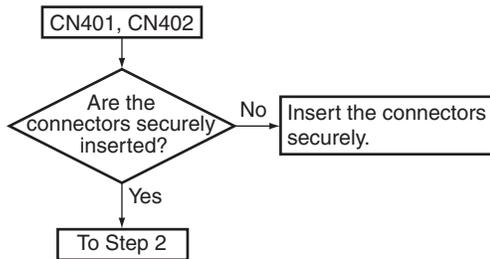 CN401, CN402
Are the
connectors securely
inserted?
No
Insert the connectors
securely.
Yes
To Step 2